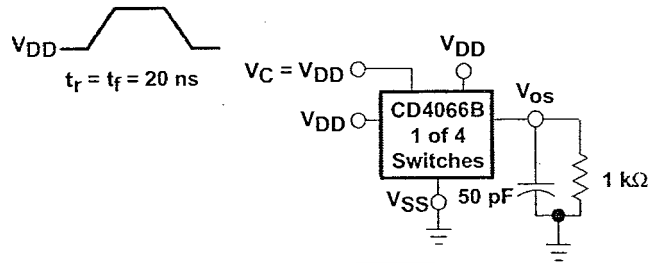 VDD
tr = tf = 20 ns
VC = VDD
VDD
VDD
CD4066B
1 of 4
Switches
Vos
VSS
50 pF
1 kΩ